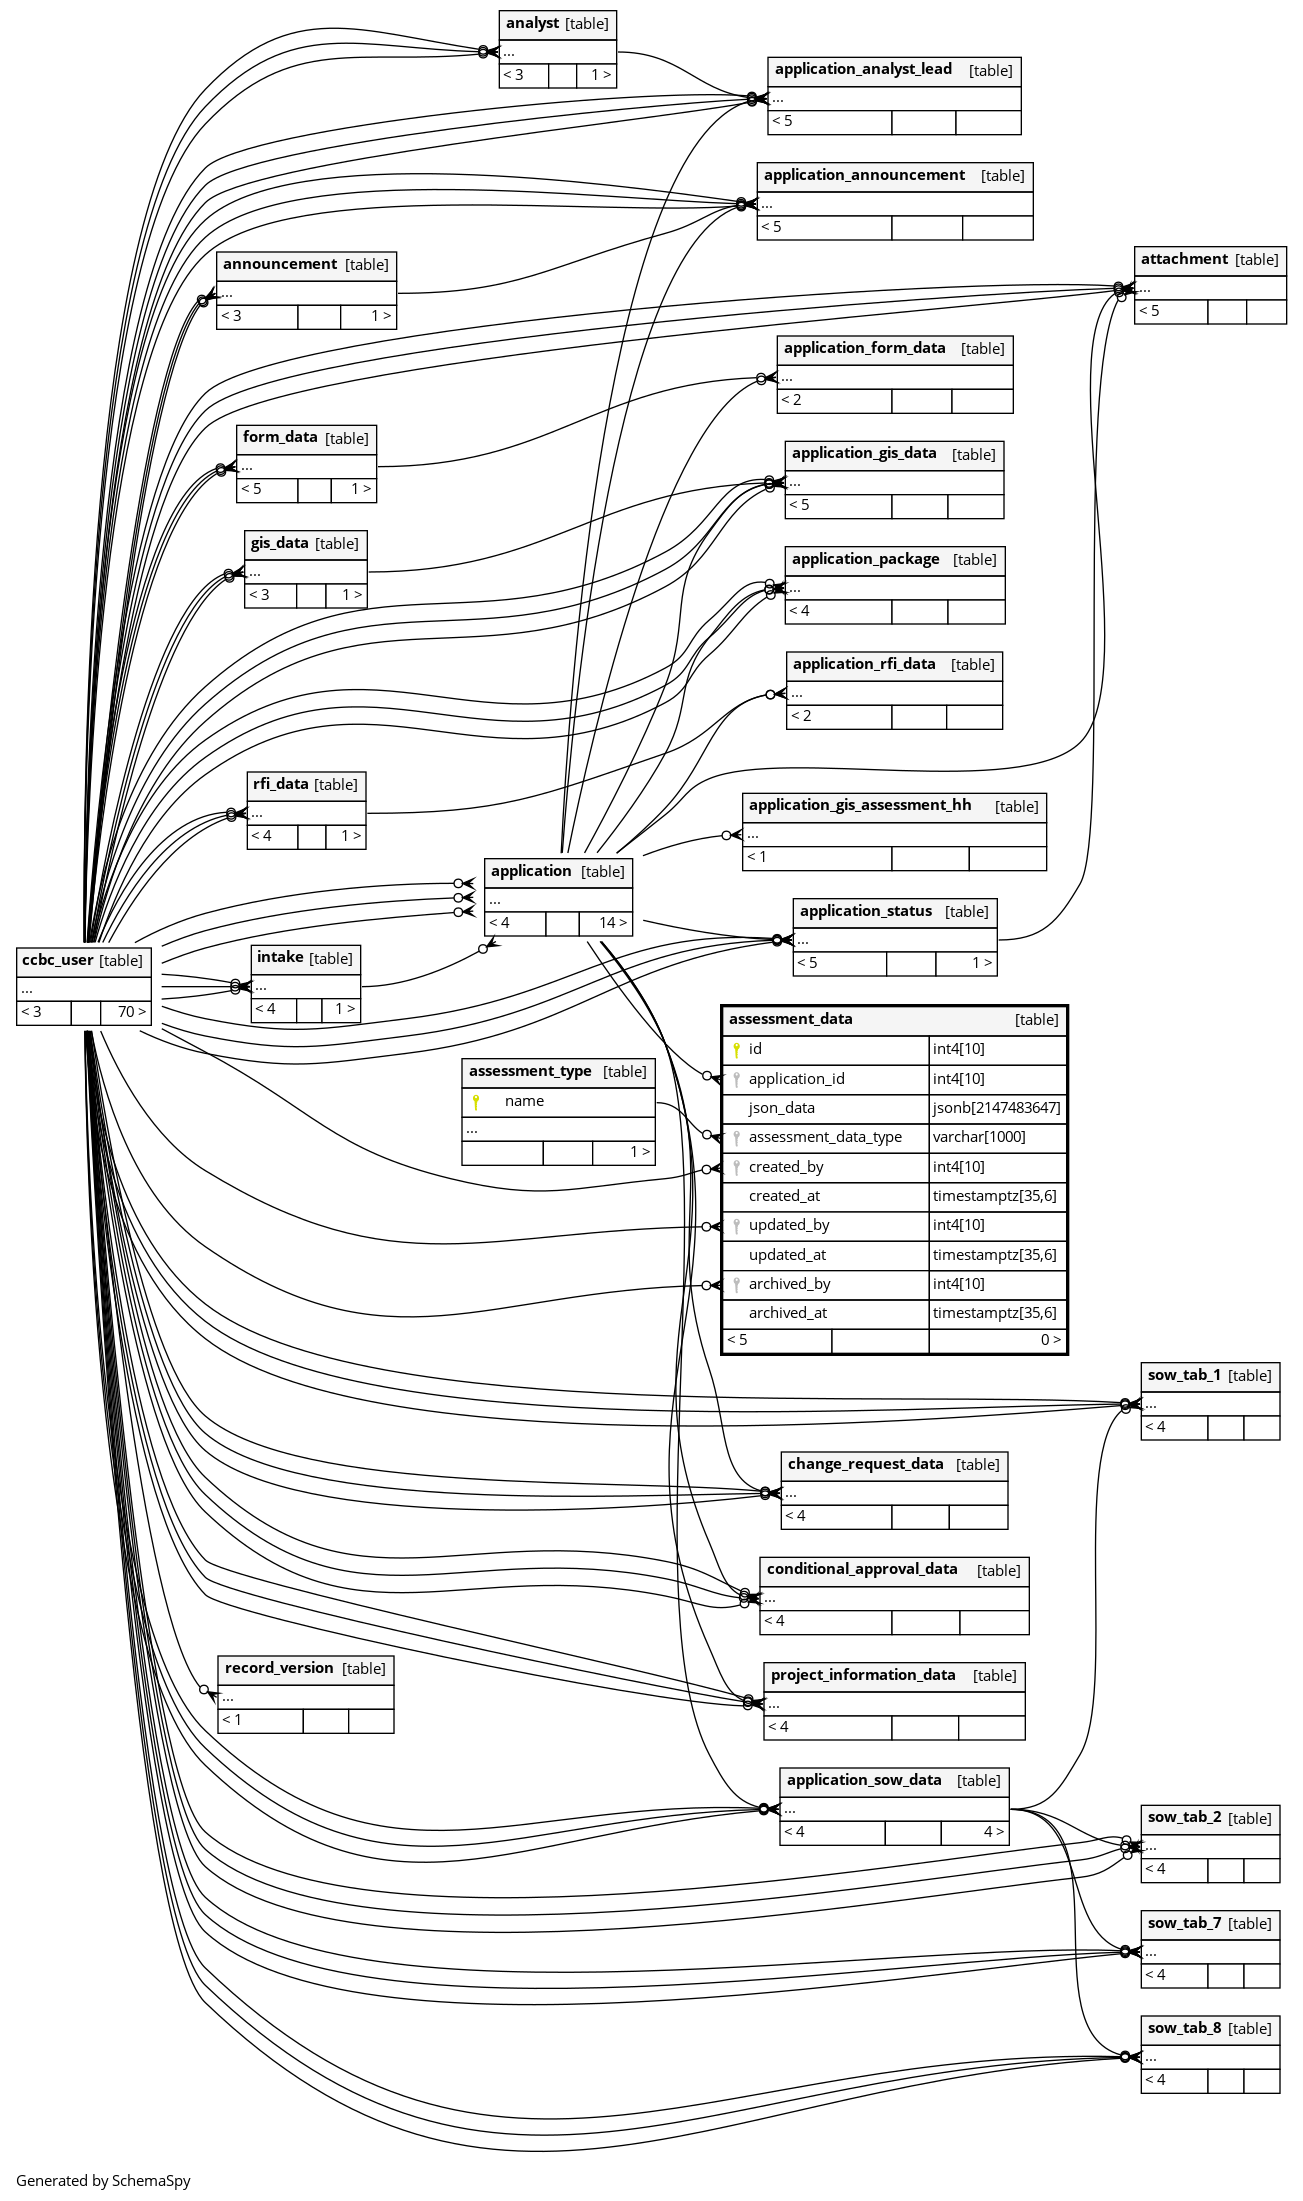 analyst [table]
...
< 3 1 >
application_analyst_lead [table]
...
< 5
application_announcement [table]
...
< 5
announcement [table]
...
< 3 1 >
attachment [table]
...
< 5
application_form_data [table]
...
< 2
form_data [table]
...
< 5 1 >
application_gis_data [table]
...
< 5
gis_data [table]
...
< 3 1 >
application_package [table]
...
< 4
application_rfi_data [table]
...
< 2
rfi_data [table]
...
< 4 1 >
application_gis_assessment_hh [table]
...
< 1
application [table]
...
< 4 14 >
application_status [table]
...
< 5 1 >
ccbc_user [table]
...
< 3 70 >
intake [table]
...
< 4 1 >
assessment_data [table]
id int4[10]
application_id int4[10]
json_data jsonb[2147483647]
assessment_data_type varchar[1000]
created_by int4[10]
created_at timestamptz[35,6]
updated_by int4[10]
updated_at timestamptz[35,6]
archived_by int4[10]
archived_at timestamptz[35,6]
< 5 0 >
assessment_type [table]
name
...
1 >
sow_tab_1 [table]
...
< 4
change_request_data [table]
...
< 4
conditional_approval_data [table]
...
< 4
record_version [table]
...
< 1
project_information_data [table]
...
< 4
application_sow_data [table]
...
< 4 4 >
sow_tab_2 [table]
...
< 4
sow_tab_7 [table]
...
< 4
sow_tab_8 [table]
...
< 4
Generated by SchemaSpy